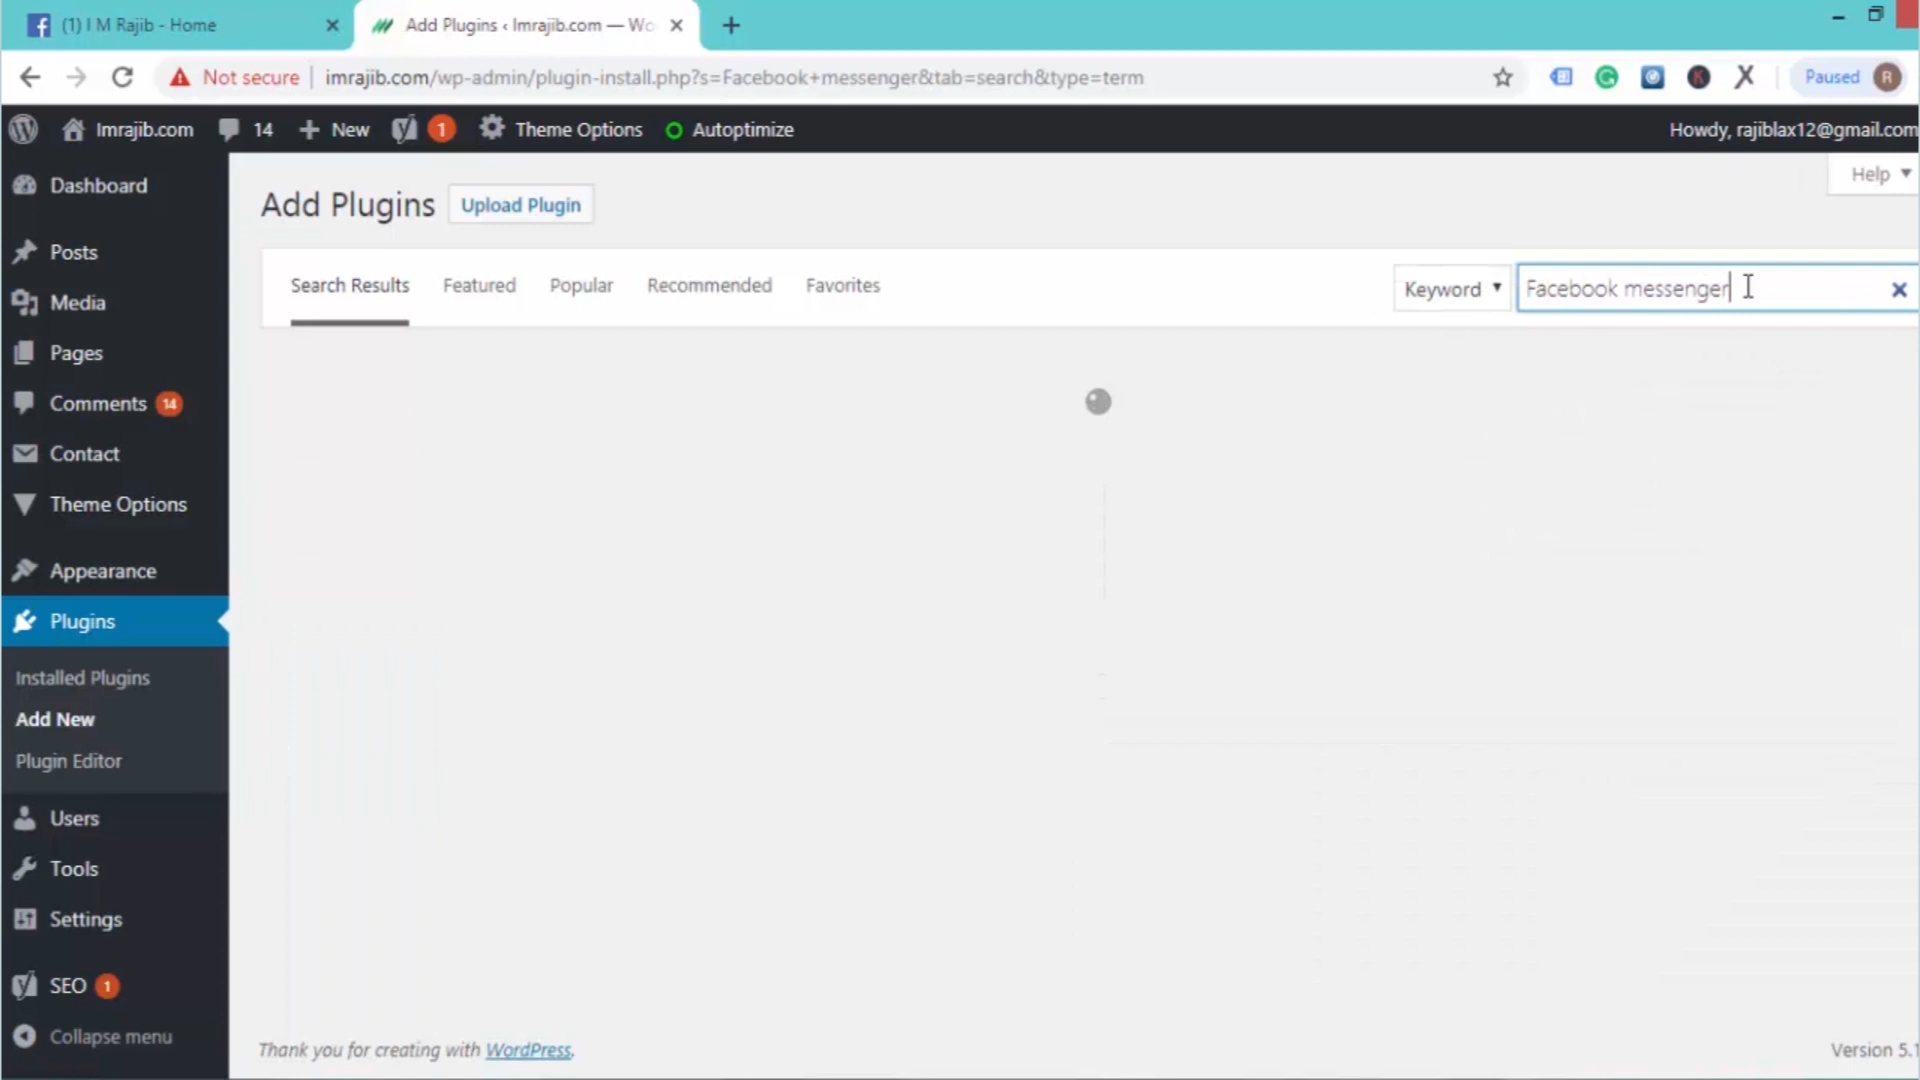 (1) I M Rajib - Home
Add Plugins ‹ Imrajib.com — Wo
Not secure
imrajib.com/wp-admin/plugin-install.php?s=Facebook+messenger&tab=search&type=term
Paused
R
Imrajib.com
14
New
1
Theme Options
Autoptimize
Howdy, rajiblax12@gmail.com
Dashboard
Posts
Media
Pages
Comments 14
Contact
Theme Options
Appearance
Plugins
Installed Plugins
Add New
Plugin Editor
Users
Tools
Settings
SEO 1
Collapse menu
Help
Add Plugins
Upload Plugin
Search Results
Featured
Popular
Recommended
Favorites
Keyword
Facebook messenger
Thank you for creating with WordPress.
Version 5.1